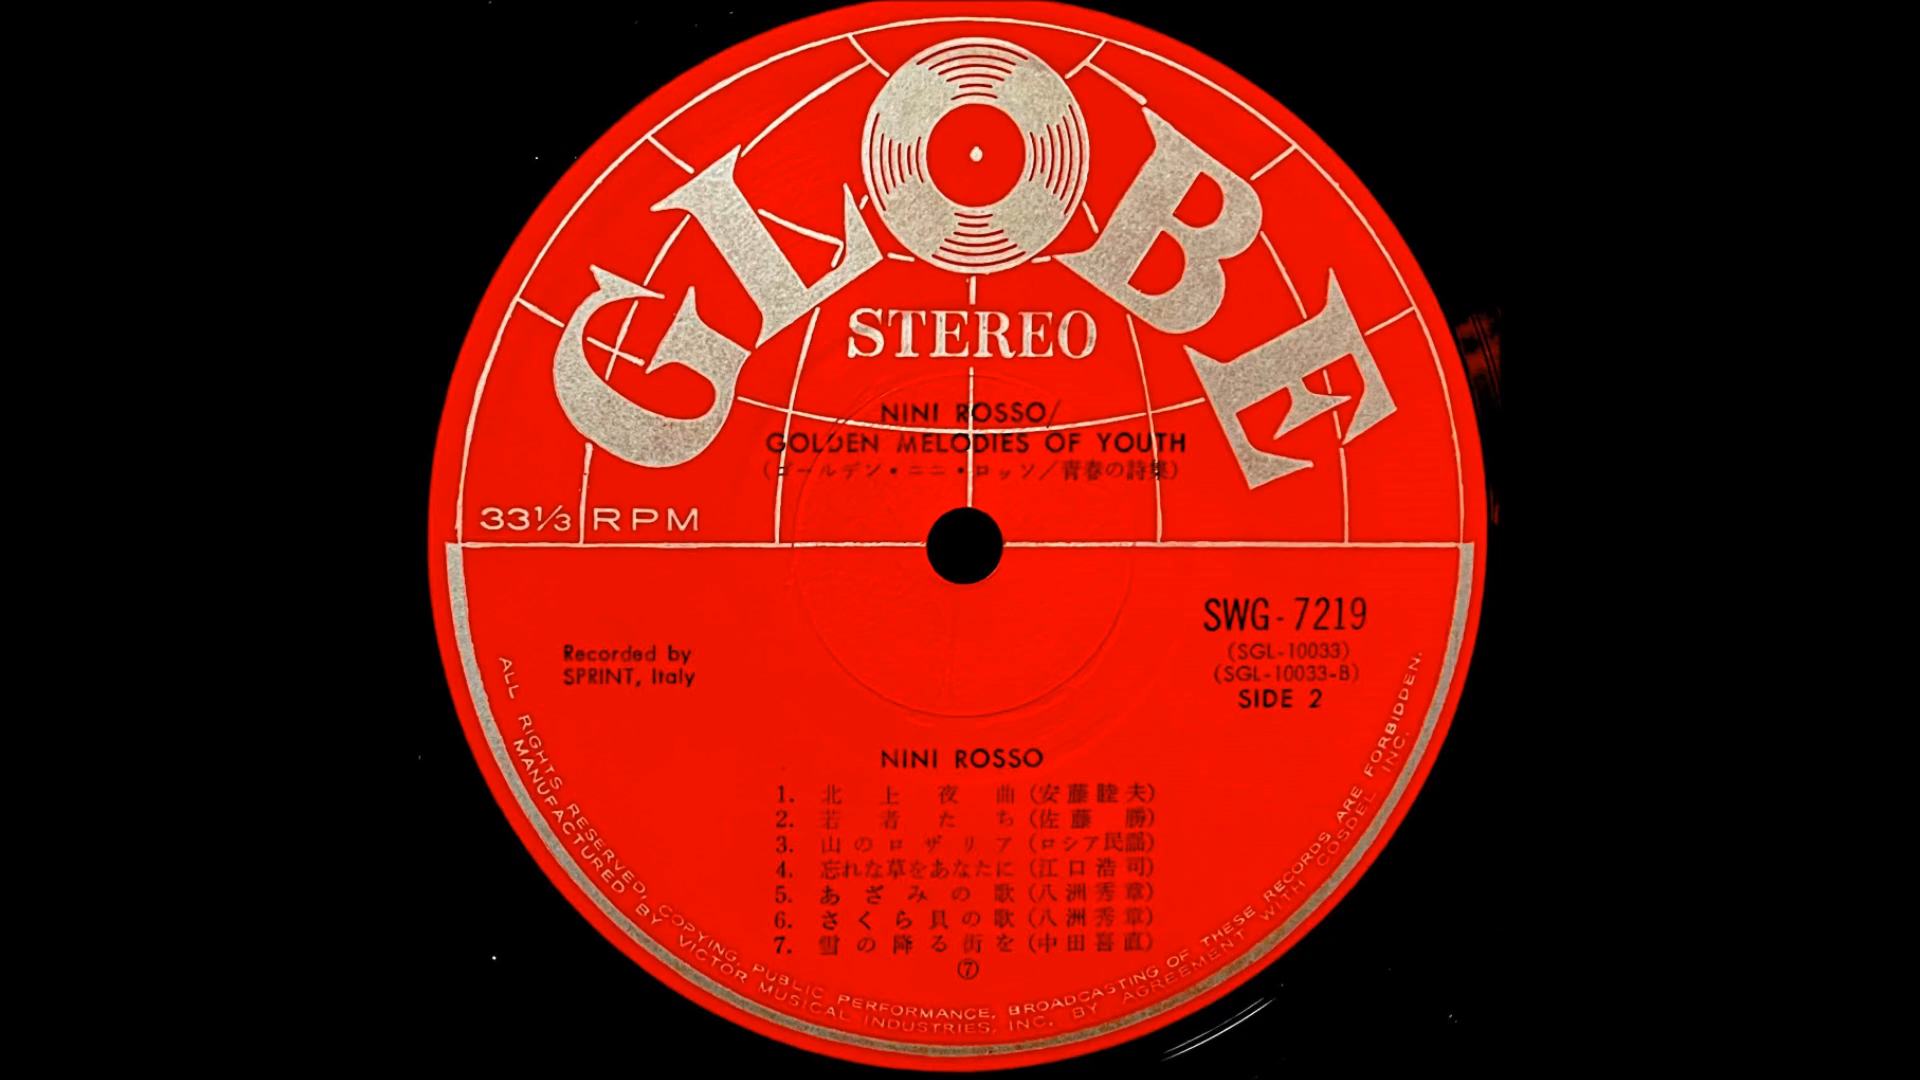 GLOBE
STEREO
NINI ROSSO/
GOLDEN MELODIES OF YOUTH
(ゴールデン・ニニ・ロッソ／青春の詩集)
33⅓ RPM
SWG-7219
(SGL-10033)
(SGL-10033-B)
SIDE 2
Recorded by
SPRINT, Italy
NINI ROSSO
1. 北上夜曲 (安藤睦夫)
2. 若者たち (佐藤勝)
3. 山のロザリア (ロシア民謡)
4. 忘れな草をあなたに (江口浩司)
5. あざみの歌 (八洲秀章)
6. さくら貝の歌 (八洲秀章)
7. 雪の降る街を (中田喜直)
⑦
ALL RIGHTS RESERVED, COPYING, PUBLIC PERFORMANCE, BROADCASTING OF THESE RECORDS ARE FORBIDDEN.
MANUFACTURED BY VICTOR MUSICAL INDUSTRIES, INC. BY AGREEMENT WITH COSDEL INC.